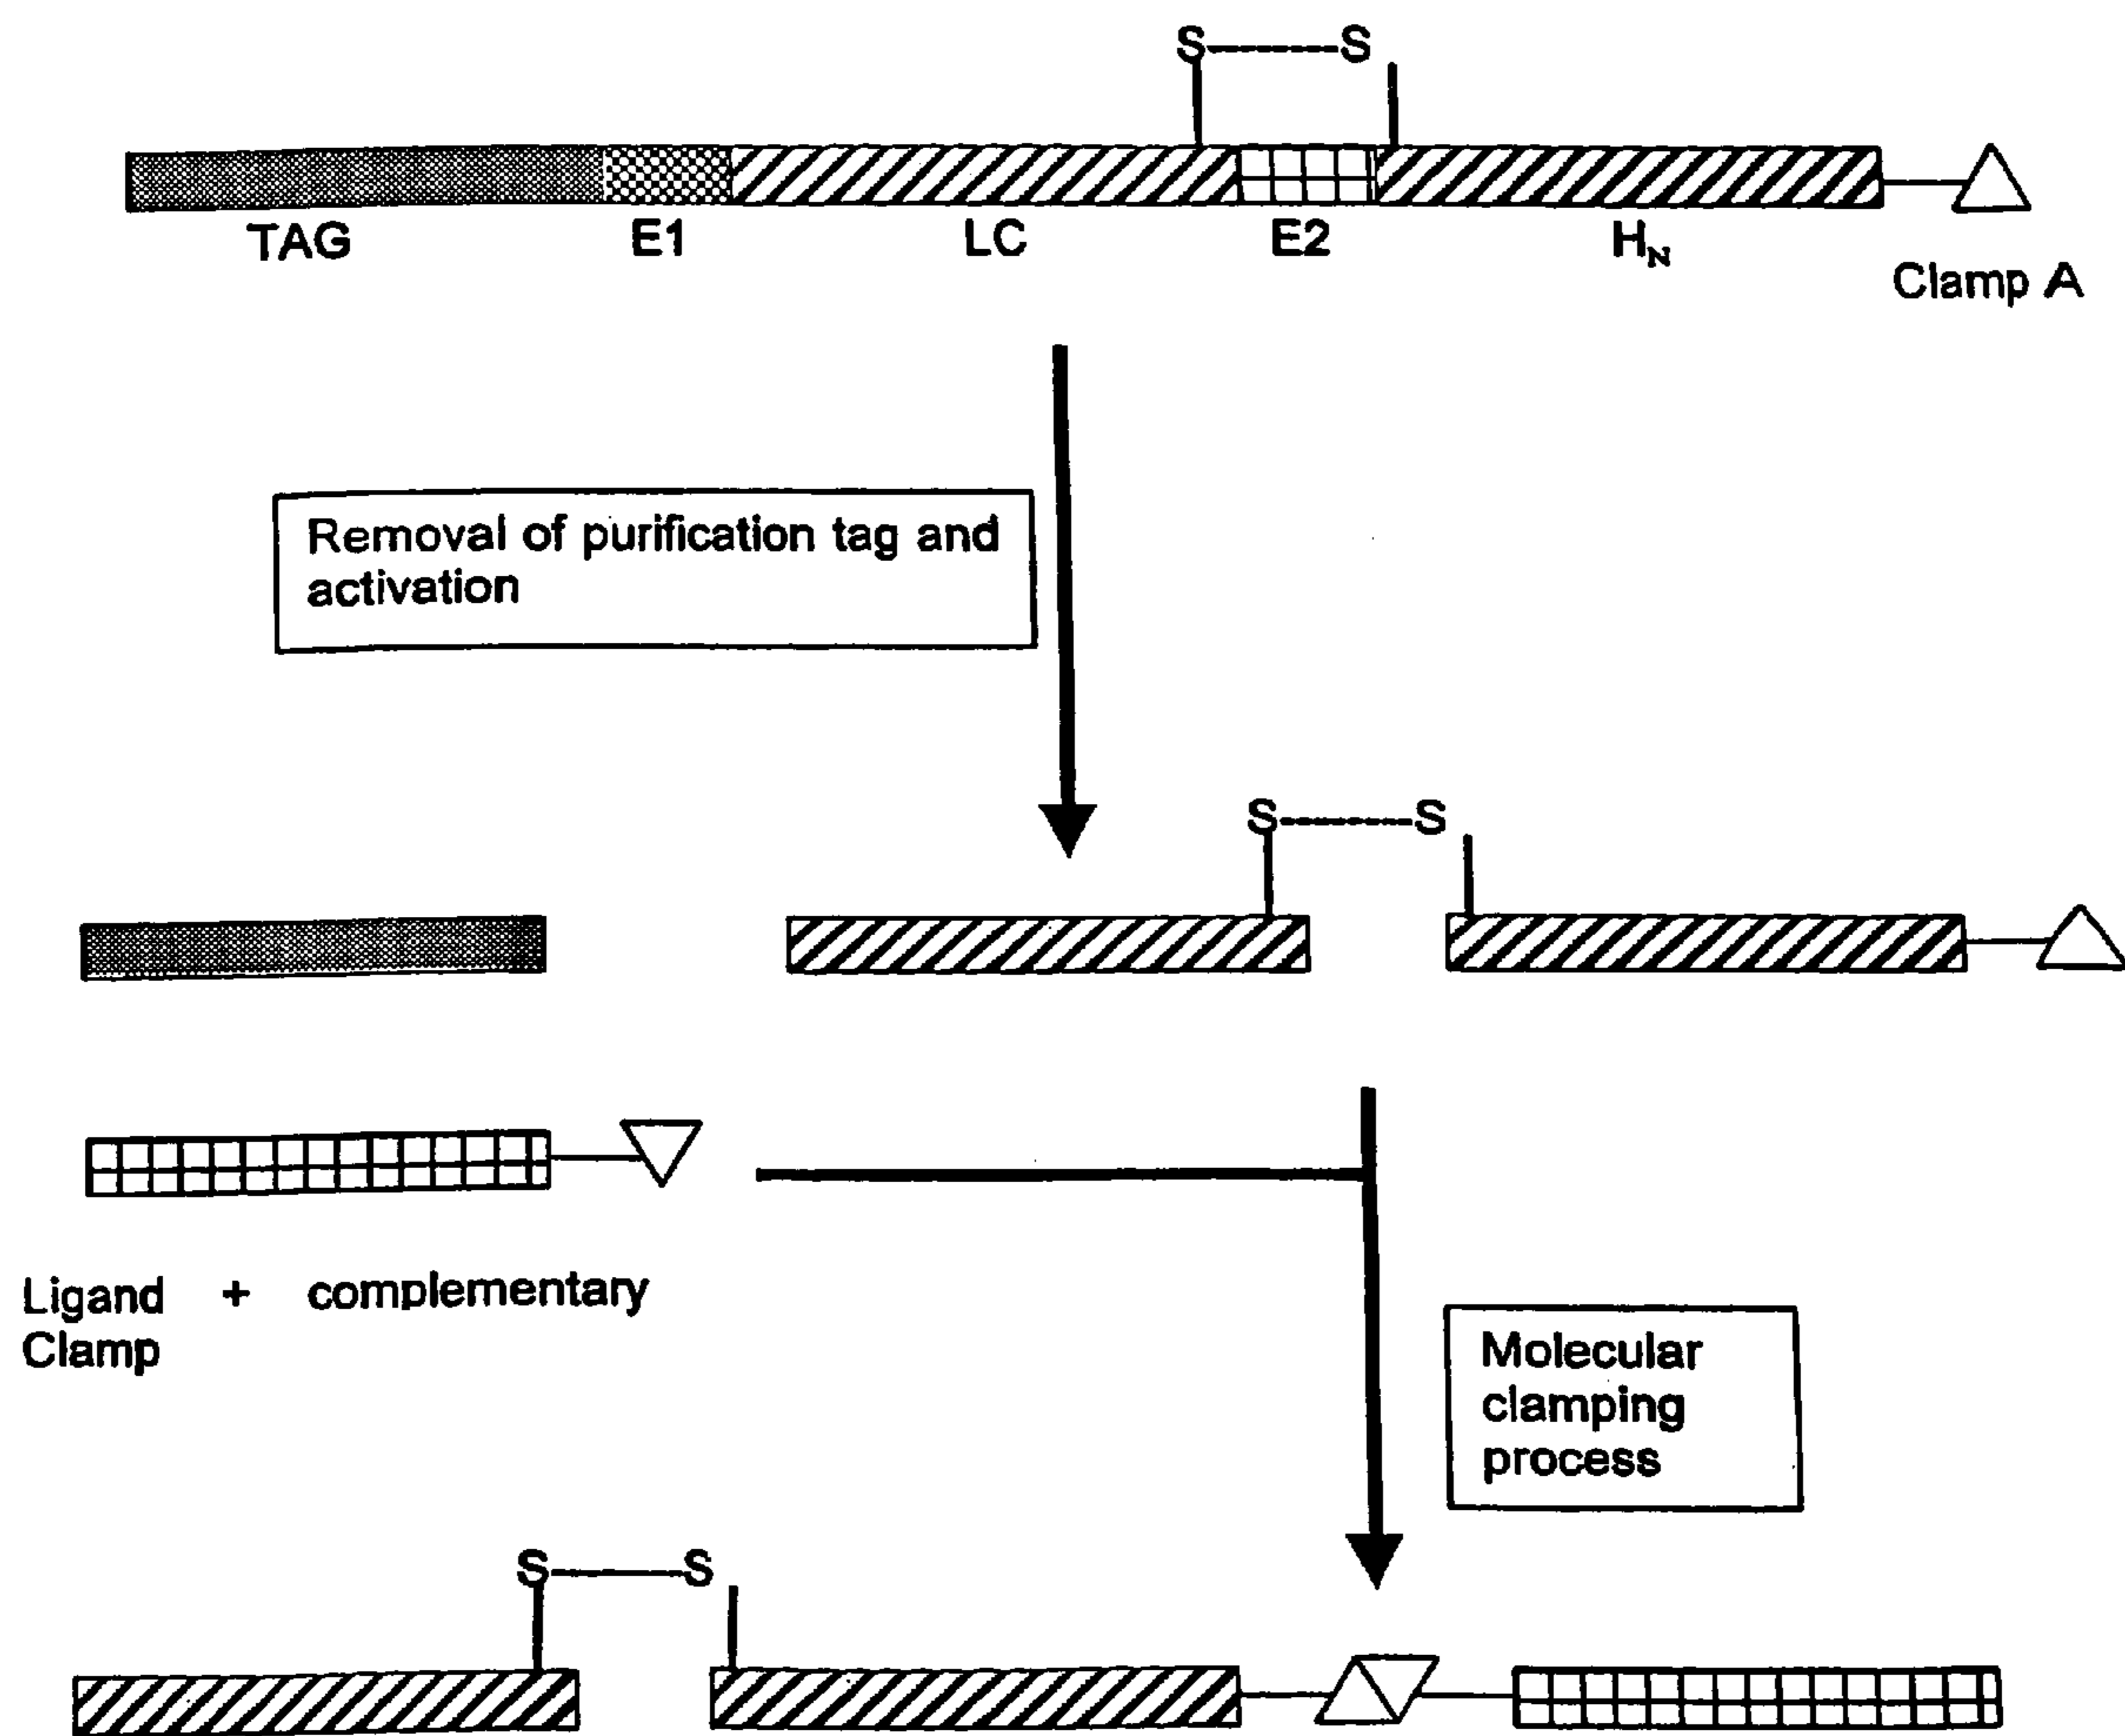 S S
TAG E1 LC E2 HN
Clamp A
Removal of purification tag and
activation
S S
Ligand + complementary
Clamp
Molecular
clamping
process
S S